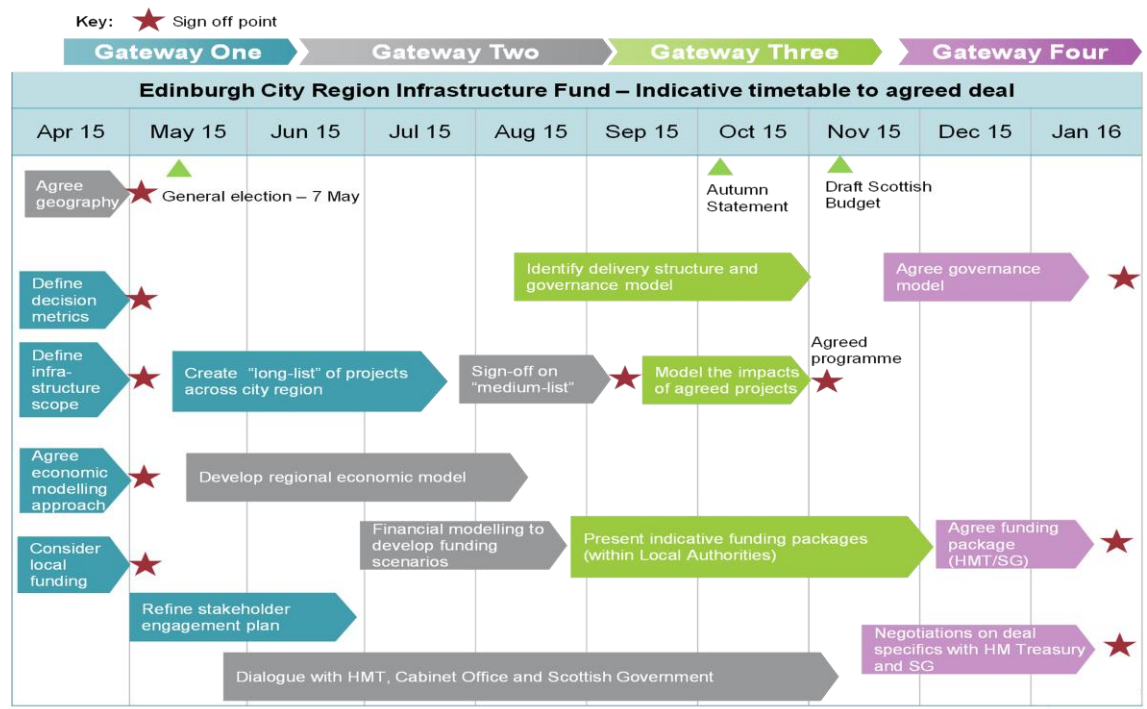 Key: Sign off point
Gateway One
Gateway Two
Gateway Three
Gateway Four
Edinburgh City Region Infrastructure Fund – Indicative timetable to agreed deal
Apr 15
May 15
Jun 15
Jul 15
Aug 15
Sep 15
Oct 15
Nov 15
Dec 15
Jan 16
Agree
geography
General election – 7 May
Autumn
Statement
Draft Scottish
Budget
Define
decision
metrics
Identify delivery structure and
governance model
Agree governance
model
Define
infra-
structure
scope
Create "long-list" of projects
across city region
Sign-off on
"medium-list"
Model the impacts
of agreed projects
Agreed
programme
Agree
economic
modelling
approach
Develop regional economic model
Consider
local
funding
Financial modelling to
develop funding
scenarios
Present indicative funding packages
(within Local Authorities)
Agree funding
package
(HMT/SG)
Refine stakeholder
engagement plan
Negotiations on deal
specifics with HM Treasury
and SG
Dialogue with HMT, Cabinet Office and Scottish Government